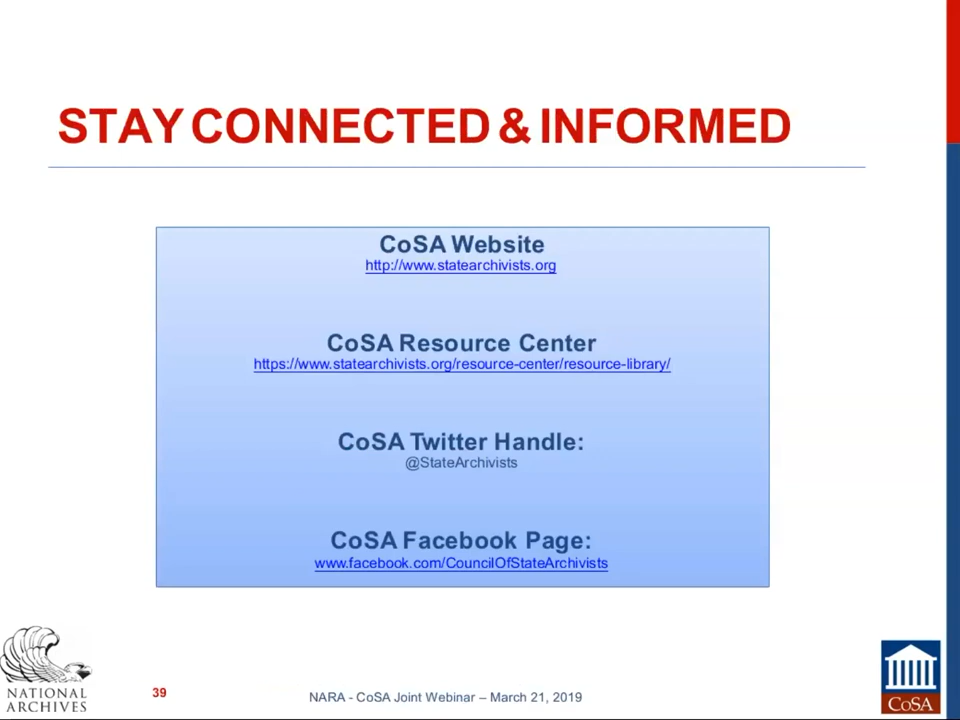 STAY CONNECTED & INFORMED
CoSA Website
http://www.statearchivists.org
CoSA Resource Center
https://www.statearchivists.org/resource-center/resource-library/
CoSA Twitter Handle:
@StateArchivists
CoSA Facebook Page:
www.facebook.com/CouncilOfStateArchivists
NATIONAL
ARCHIVES
39
NARA - CoSA Joint Webinar – March 21, 2019
CoSA